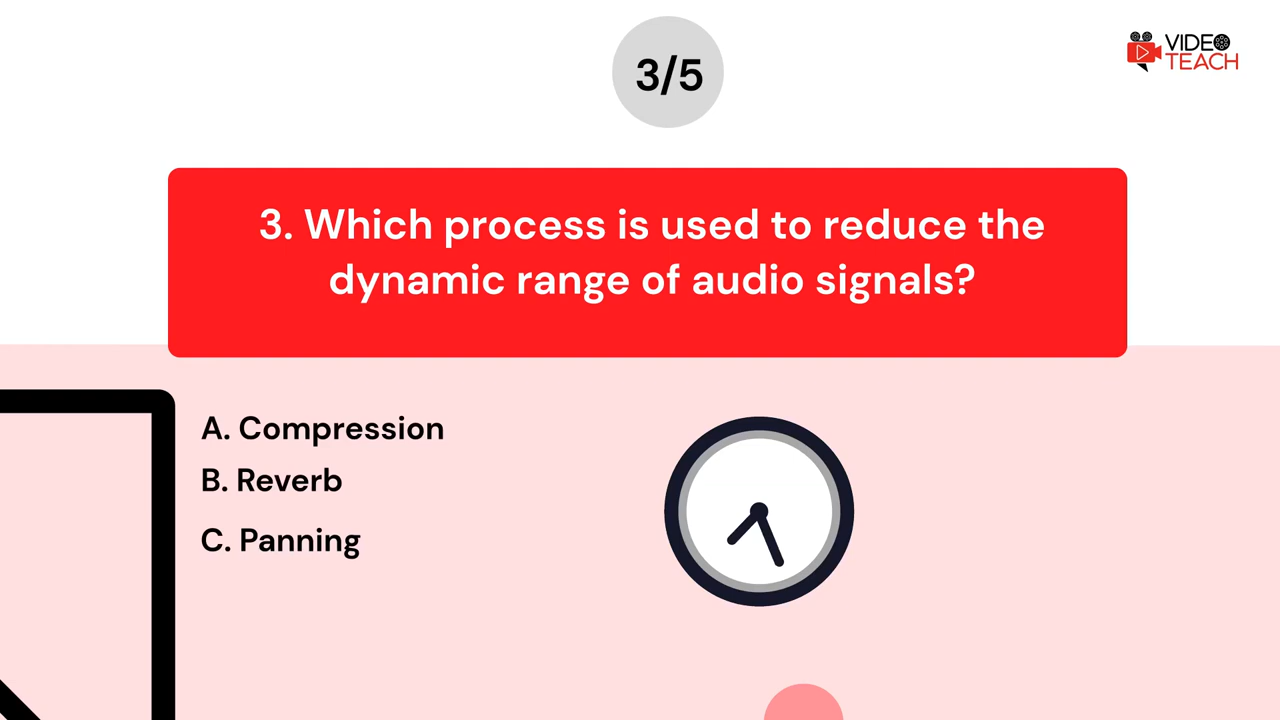 3/5
VIDEO
TEACH
3. Which process is used to reduce the
dynamic range of audio signals?
A. Compression
B. Reverb
C. Panning